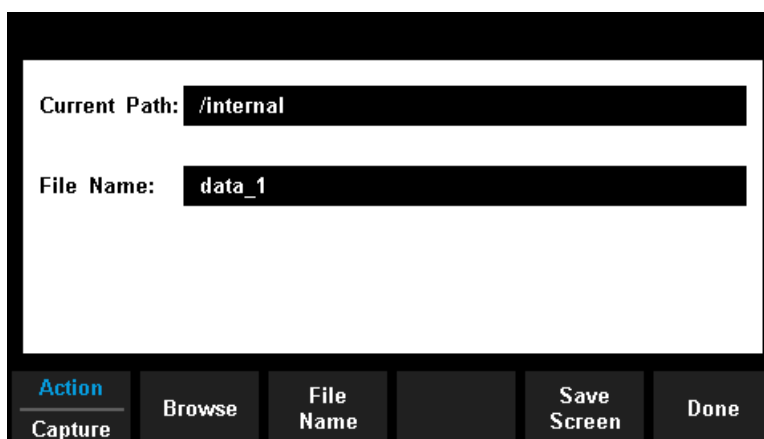 Current Path: /internal
File Name: data_1
Action
Capture
Browse
File
Name
Save
Screen
Done